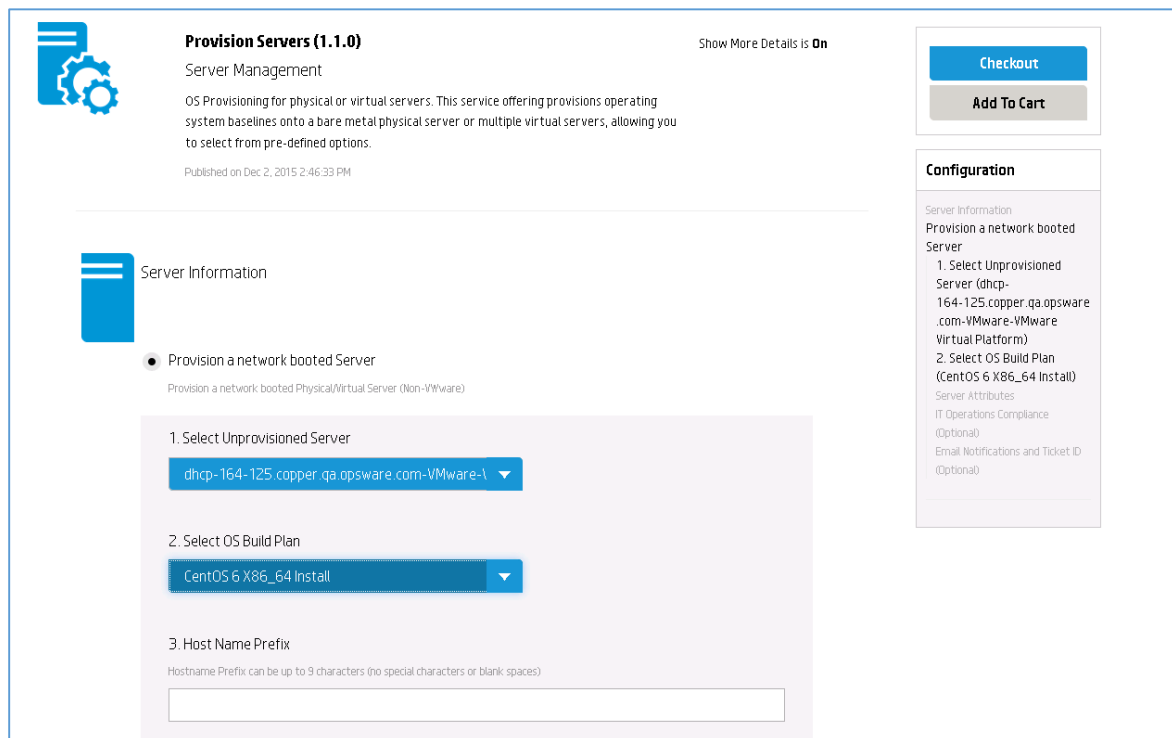 Provision Servers (1.1.0)
Show More Details is On
Server Management
OS Provisioning for physical or virtual servers. This service offering provisions operating
system baselines onto a bare metal physical server or multiple virtual servers, allowing you
to select from pre-defined options.
Published on Dec 2, 2015 2:46:33 PM
Server Information
Provision a network booted Server
Provision a network booted Physical/Virtual Server (Non-VMware)
1. Select Unprovisioned Server
dhcp-164-125.copper.qa.opsware.com-VMware-\
2. Select OS Build Plan
CentOS 6 X86_64 Install
3. Host Name Prefix
Hostname Prefix can be up to 9 characters (no special characters or blank spaces)
Checkout
Add To Cart
Configuration
Server Information
Provision a network booted
Server
1. Select Unprovisioned
Server (dhcp-
164-125.copper.qa.opsware
.com-VMware-VMware
Virtual Platform)
2. Select OS Build Plan
(CentOS 6 X86_64 Install)
Server Attributes
IT Operations Compliance
(Optional)
Email Notifications and Ticket ID
(Optional)